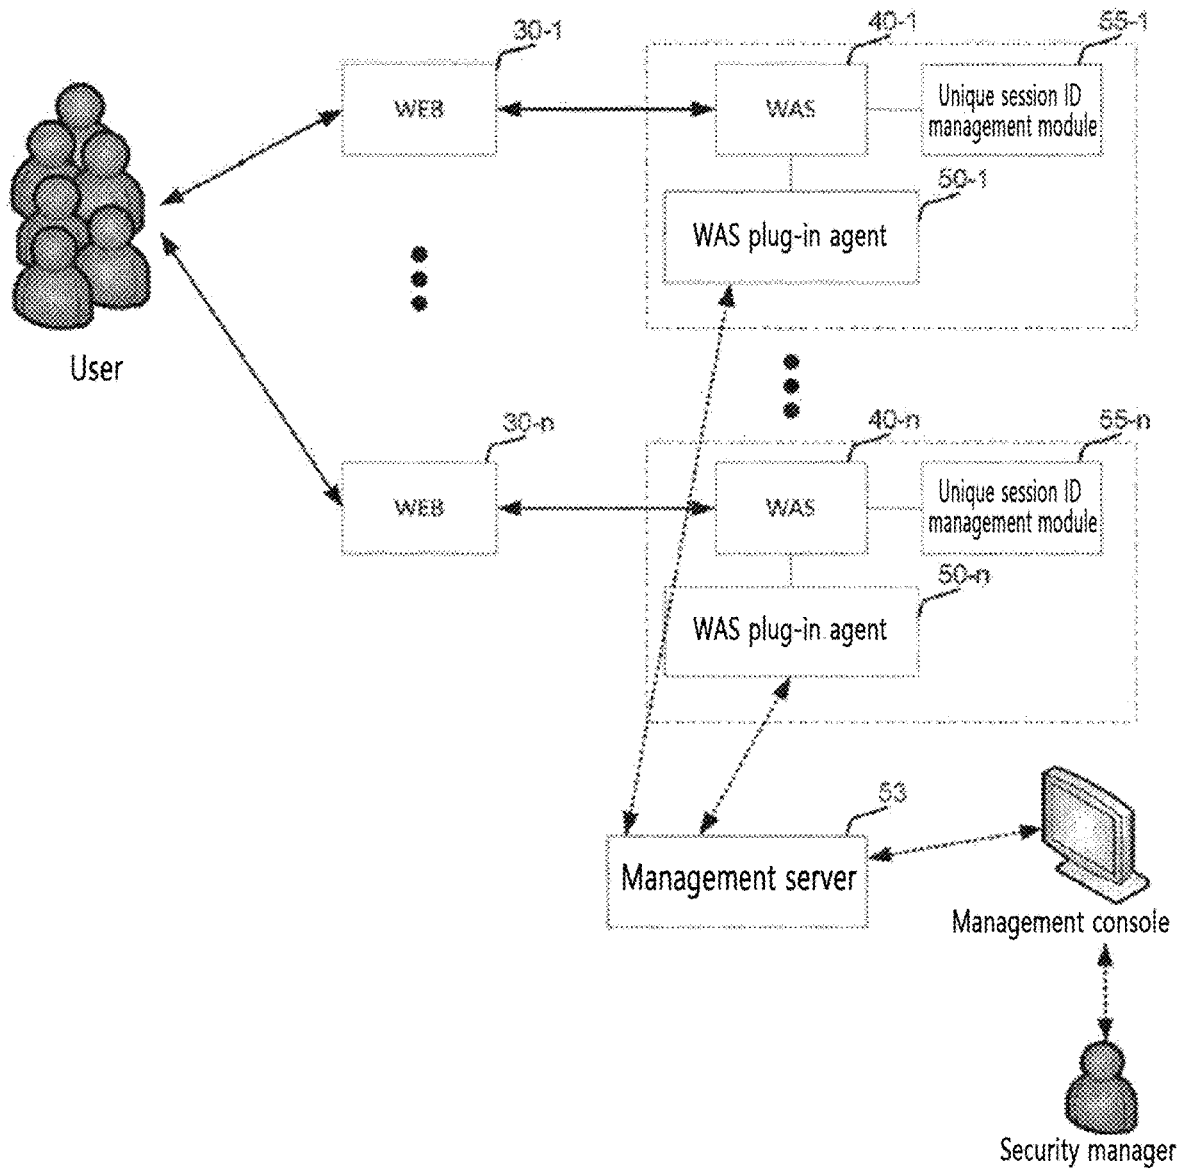 30-1
40-1
55-1
WEB
WAS
Unique session ID
management module
50-1
WAS plug-in agent
User
30-n
40-n
55-n
WEB
WAS
Unique session ID
management module
50-n
WAS plug-in agent
53
Management server
Management console
Security manager